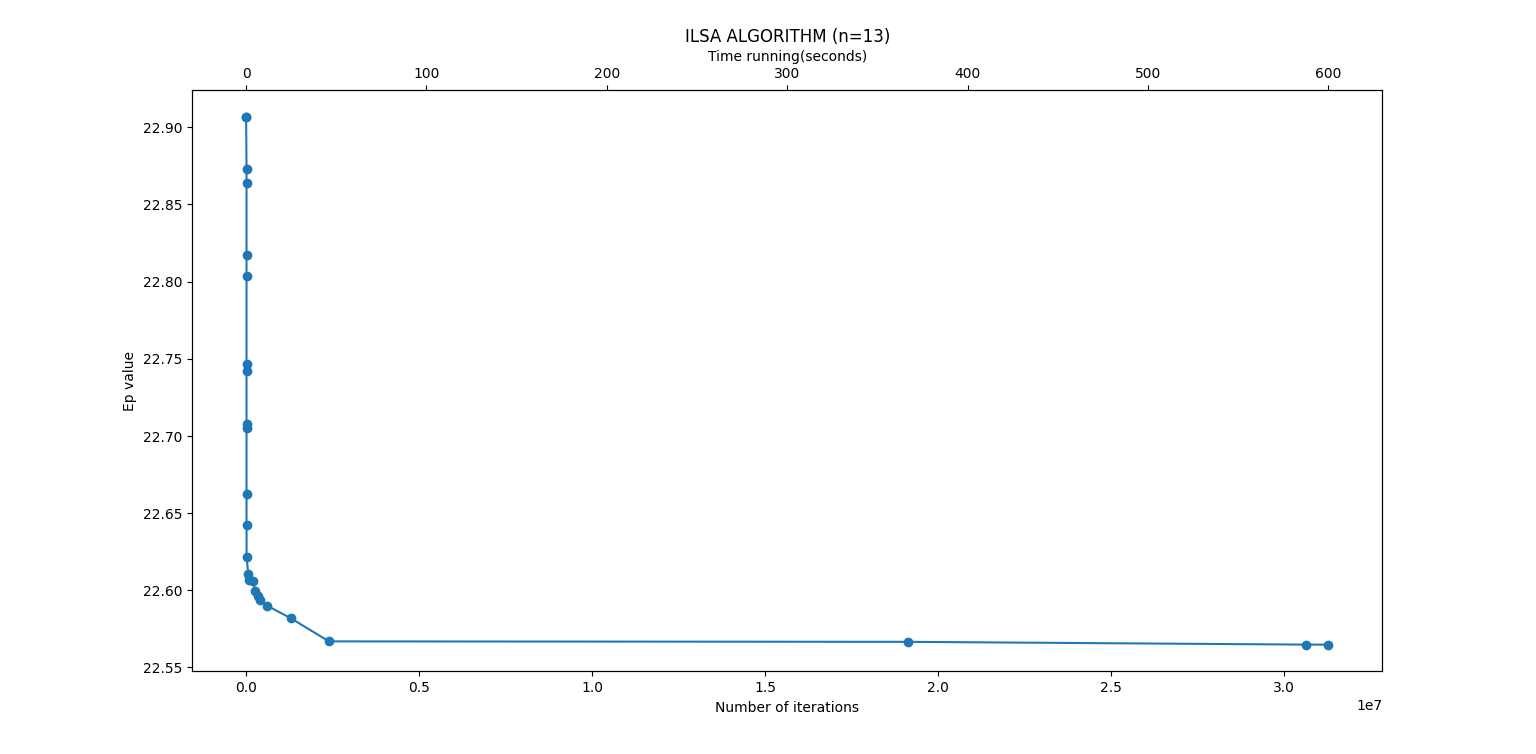 ILSA ALGORITHM (n=13)
Time running(seconds)
0 100 200 300 400 500 600
22.90
22.85
22.80
22.75
22.70
22.65
22.60
22.55
Ep value
0.0 0.5 1.0 1.5 2.0 2.5 3.0
1e7
Number of iterations